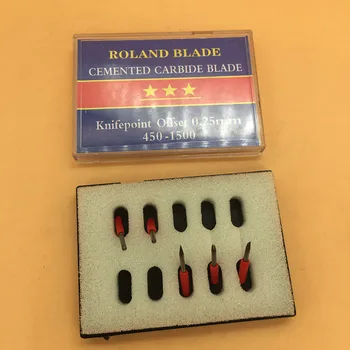 ROLAND BLADE
CEMENTED CARBIDE BLADE
Knifepoint Offset 0.25mm
450-1500